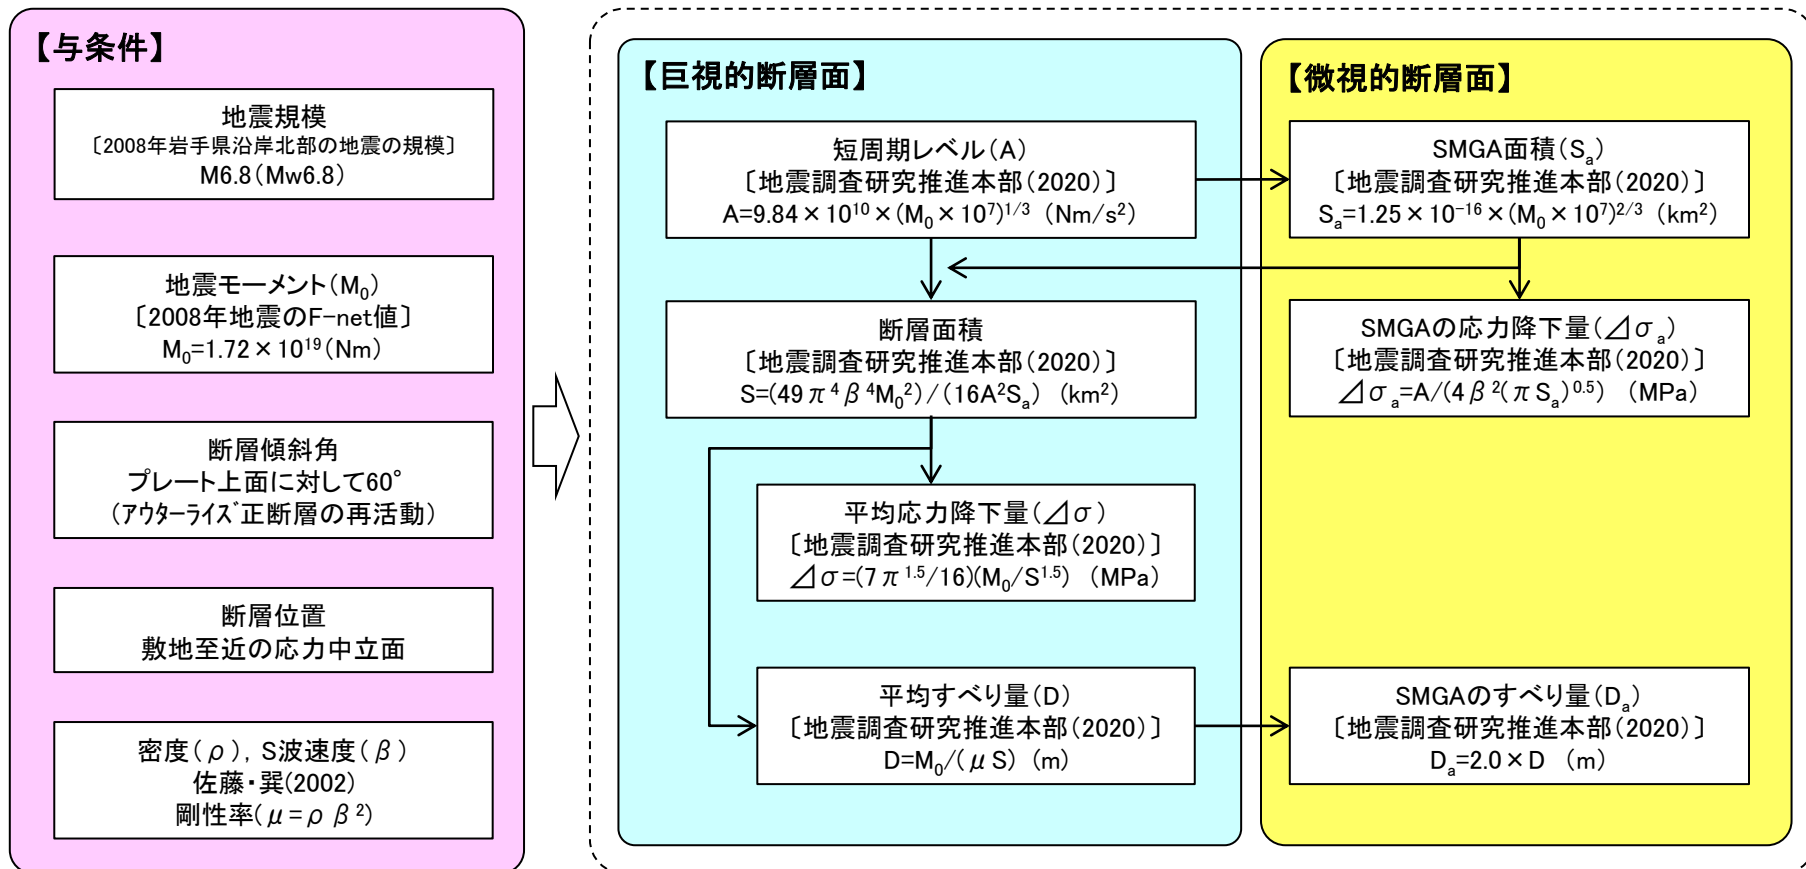 【与条件】
地震規模
〔2008年岩手県沿岸北部の地震の規模〕
M6.8(Mw6.8)
地震モーメント(M₀)
〔2008年地震のF-net値〕
M₀=1.72×10¹⁹(Nm)
断層傾斜角
プレート上面に対して60°
(アウターライズ正断層の再活動)
断層位置
敷地至近の応力中立面
密度(ρ), S波速度(β)
佐藤・巽(2002)
剛性率(μ=ρβ²)
【巨視的断層面】
短周期レベル(A)
〔地震調査研究推進本部(2020)〕
A=9.84×10¹⁰×(M₀×10⁷)^{1/3} (Nm/s²)
断層面積
〔地震調査研究推進本部(2020)〕
S=(49π⁴β⁴M₀²)/(16A²Sₐ) (km²)
平均応力降下量(⊿σ)
〔地震調査研究推進本部(2020)〕
⊿σ=(7π^{1.5}/16)(M₀/S^{1.5}) (MPa)
平均すべり量(D)
〔地震調査研究推進本部(2020)〕
D=M₀/(μS) (m)
【微視的断層面】
SMGA面積(Sₐ)
〔地震調査研究推進本部(2020)〕
Sₐ=1.25×10⁻¹⁶×(M₀×10⁷)^{2/3} (km²)
SMGAの応力降下量(⊿σₐ)
〔地震調査研究推進本部(2020)〕
⊿σₐ=A/(4β²(πSₐ)^{0.5}) (MPa)
SMGAのすべり量(Dₐ)
〔地震調査研究推進本部(2020)〕
Dₐ=2.0×D (m)